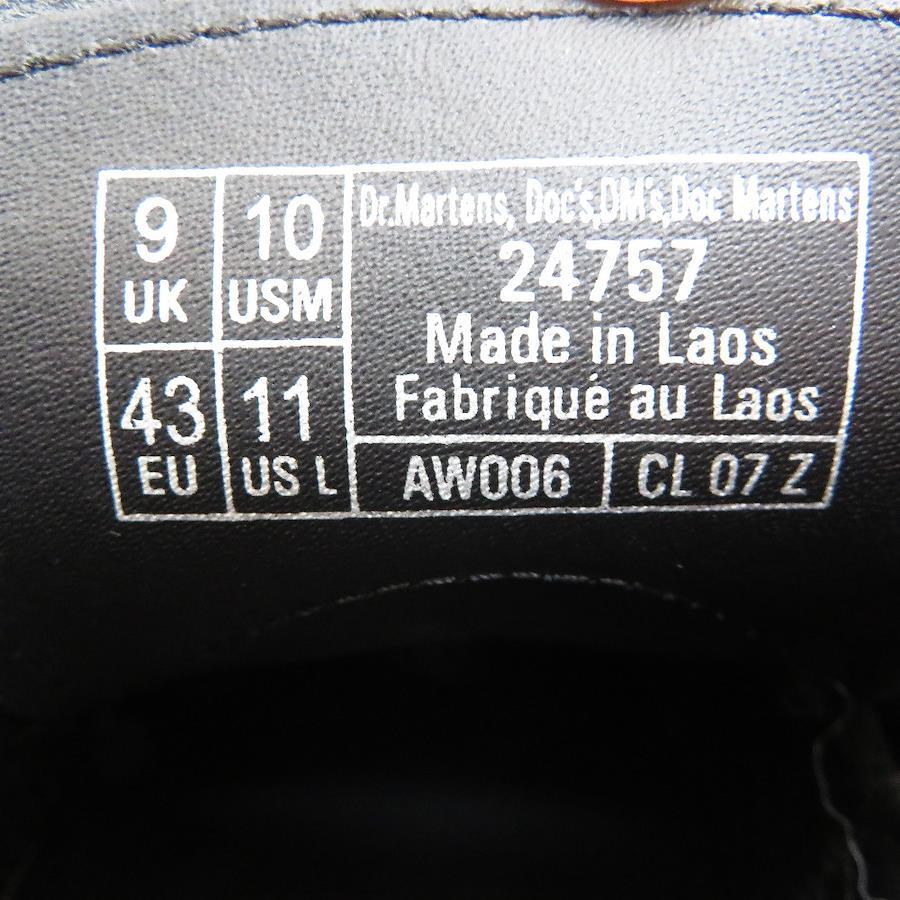 9
UK
10
USM
43
EU
11
US L
Dr.Martens, Doc's,DM's,Doc Martens
24757
Made in Laos
Fabriqué au Laos
AW006
CL 07 Z